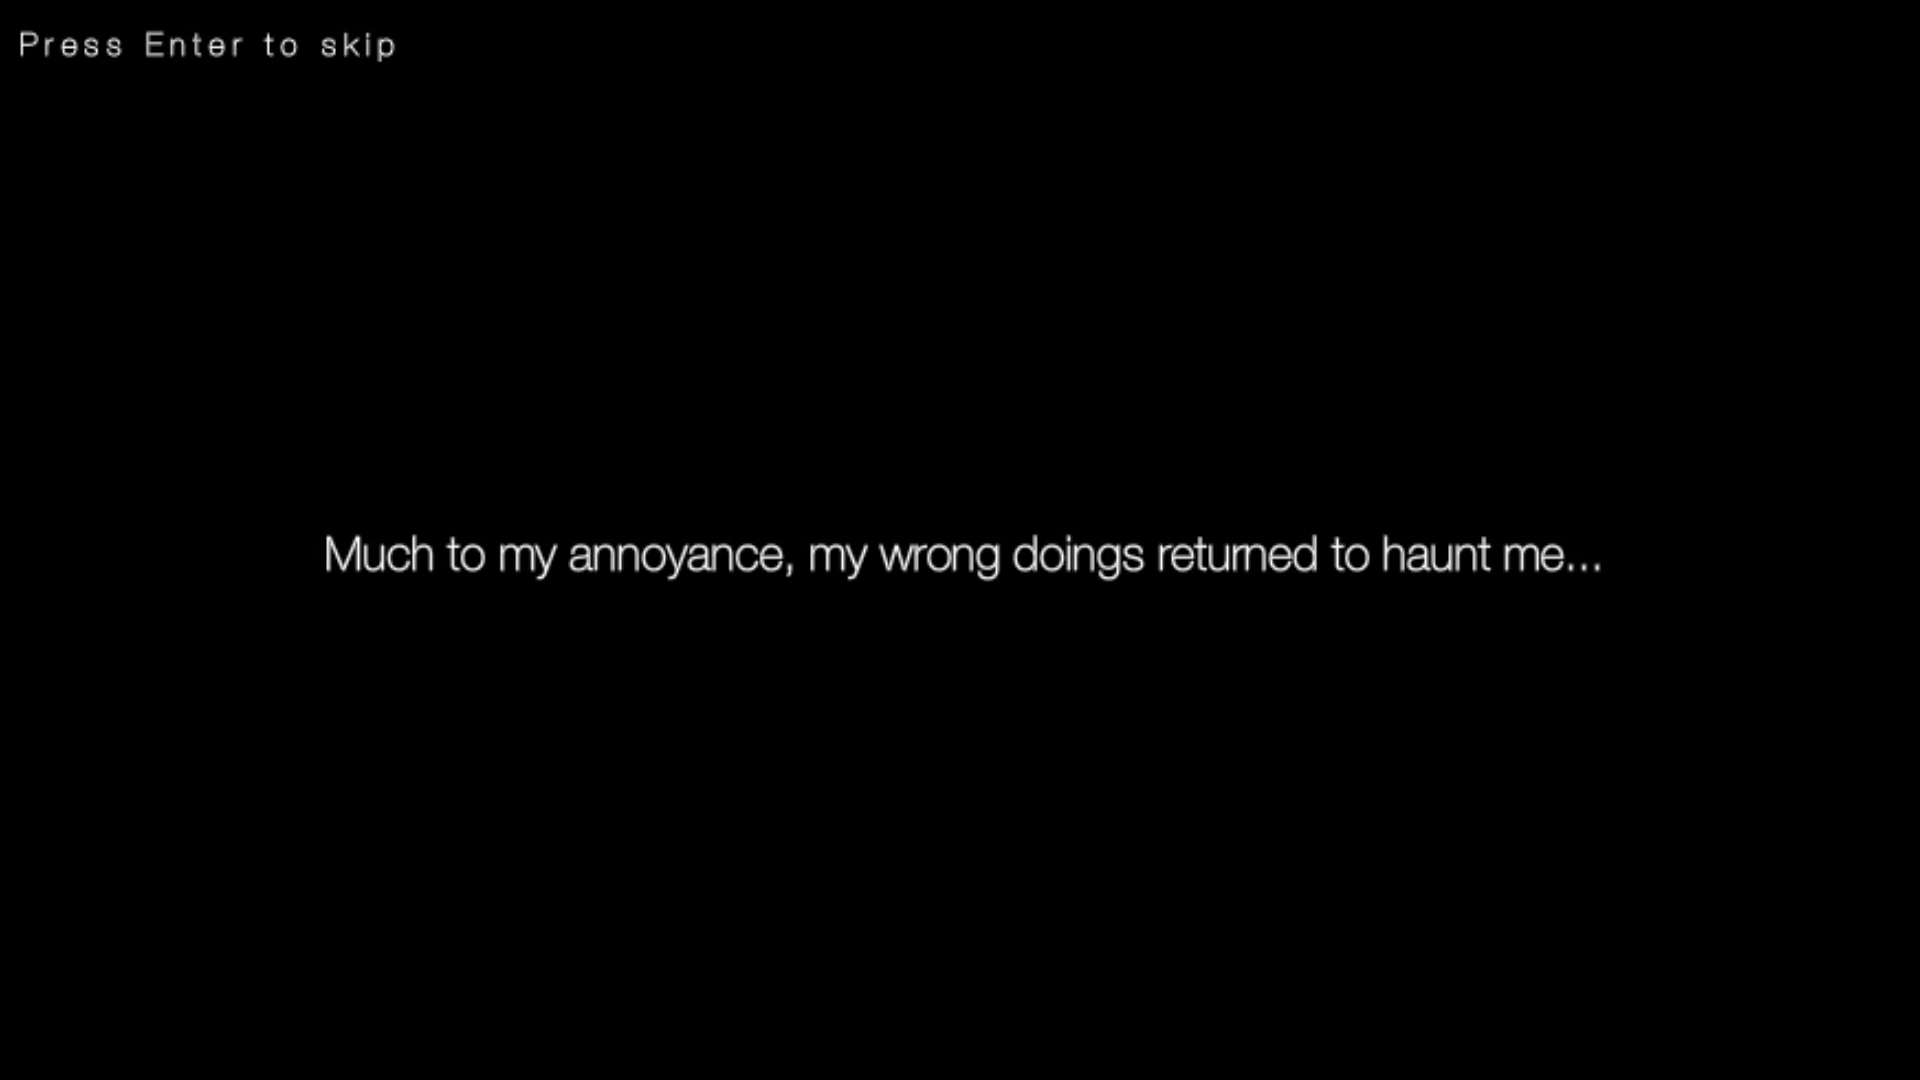 Press Enter to skip
Much to my annoyance, my wrong doings returned to haunt me...